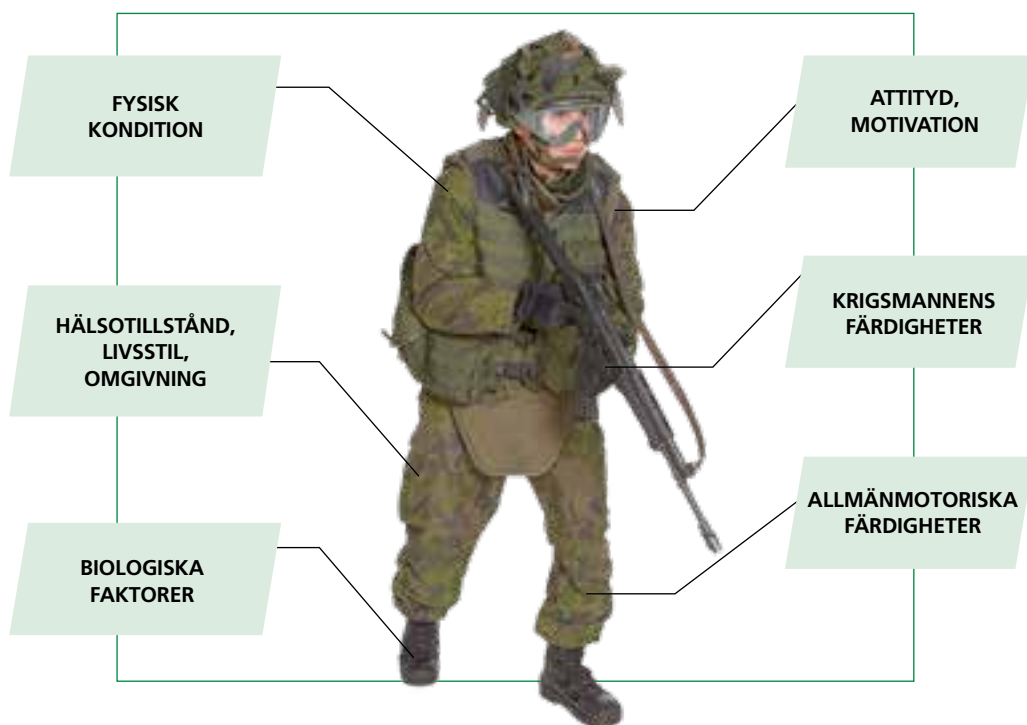 FYSISK
KONDITION
HÄLSOTILLSTÅND,
LIVSSTIL,
OMGIVNING
BIOLOGISKA
FAKTORER
ATTITYD,
MOTIVATION
KRIGSMANNENS
FÄRDIGHETER
ALLMÄNMOTORISKA
FÄRDIGHETER